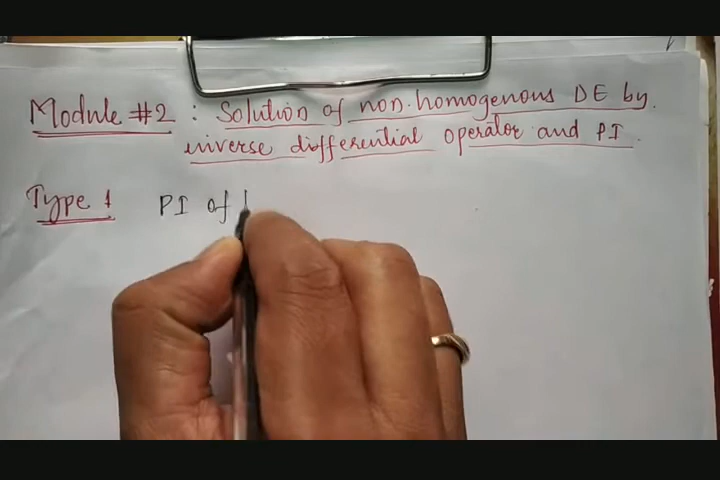 Module #2 : Solution of non-homogenous DE by
inverse differential operator and PI.
Type 1 PI of